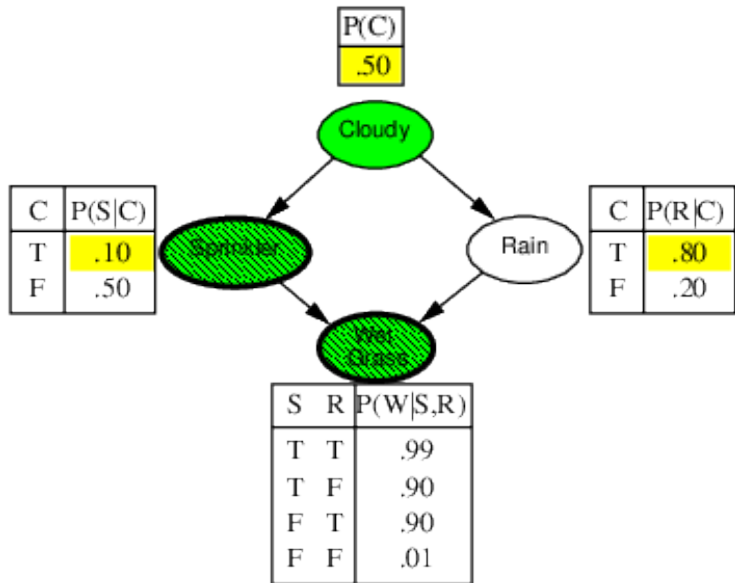 P(C)
.50
Cloudy
C P(S|C)
T .10
F .50
Sprinkler
Rain
C P(R|C)
T .80
F .20
Wet
Grass
S R P(W|S,R)
T T .99
T F .90
F T .90
F F .01